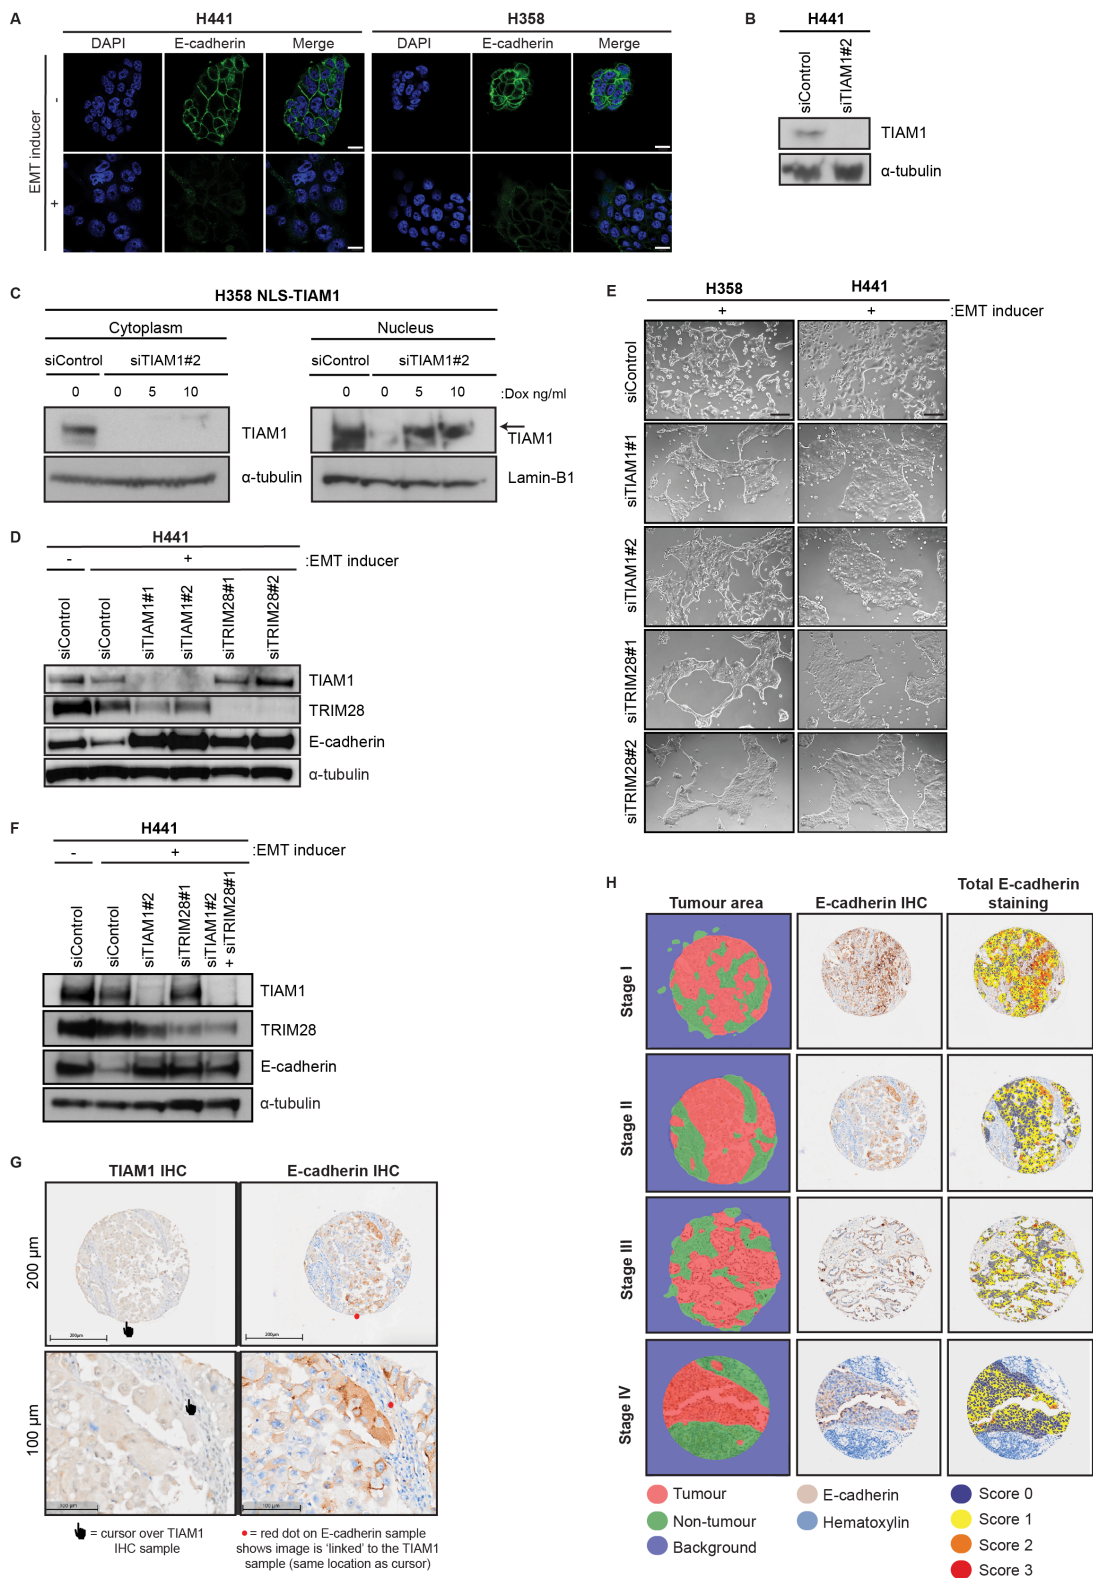 A
H441
H358
DAPI
E-cadherin
Merge
DAPI
E-cadherin
Merge
EMT inducer
-
+
B
H441
siControl
siTIAM1#2
TIAM1
α-tubulin
C
H358 NLS-TIAM1
Cytoplasm
Nucleus
siControl
siTIAM1#2
siControl
siTIAM1#2
0
0
5
10
0
0
5
10
:Dox ng/ml
TIAM1
TIAM1
α-tubulin
Lamin-B1
D
H441
-
+
:EMT inducer
siControl
siControl
siTIAM1#1
siTIAM1#2
siTRIM28#1
siTRIM28#2
TIAM1
TRIM28
E-cadherin
α-tubulin
E
H358
H441
+
+
:EMT inducer
siControl
siTIAM1#1
siTIAM1#2
siTRIM28#1
siTRIM28#2
F
H441
-
+
:EMT inducer
siControl
siControl
siTIAM1#2
siTRIM28#1
siTIAM1#2
+ siTRIM28#1
TIAM1
TRIM28
E-cadherin
α-tubulin
G
TIAM1 IHC
E-cadherin IHC
200 µm
200µm
200µm
100 µm
100 µm
100 µm
= cursor over TIAM1
IHC sample
= red dot on E-cadherin sample
shows image is ‘linked’ to the TIAM1
sample (same location as cursor)
H
Tumour area
E-cadherin IHC
Total E-cadherin
staining
Stage I
Stage II
Stage III
Stage IV
Tumour
Non-tumour
Background
E-cadherin
Hematoxylin
Score 0
Score 1
Score 2
Score 3